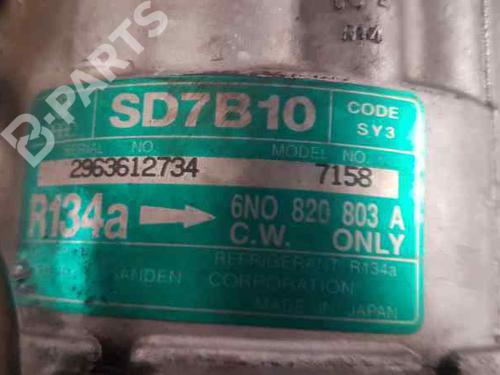 B-PARTS
SD7B10
CODE
SY3
SERIAL NO.
MODEL NO.
2963612734
7158
R134a
6N0 820 803 A
C.W. ONLY
REFRIGERANT R134a
SANDEN CORPORATION
MADE IN JAPAN